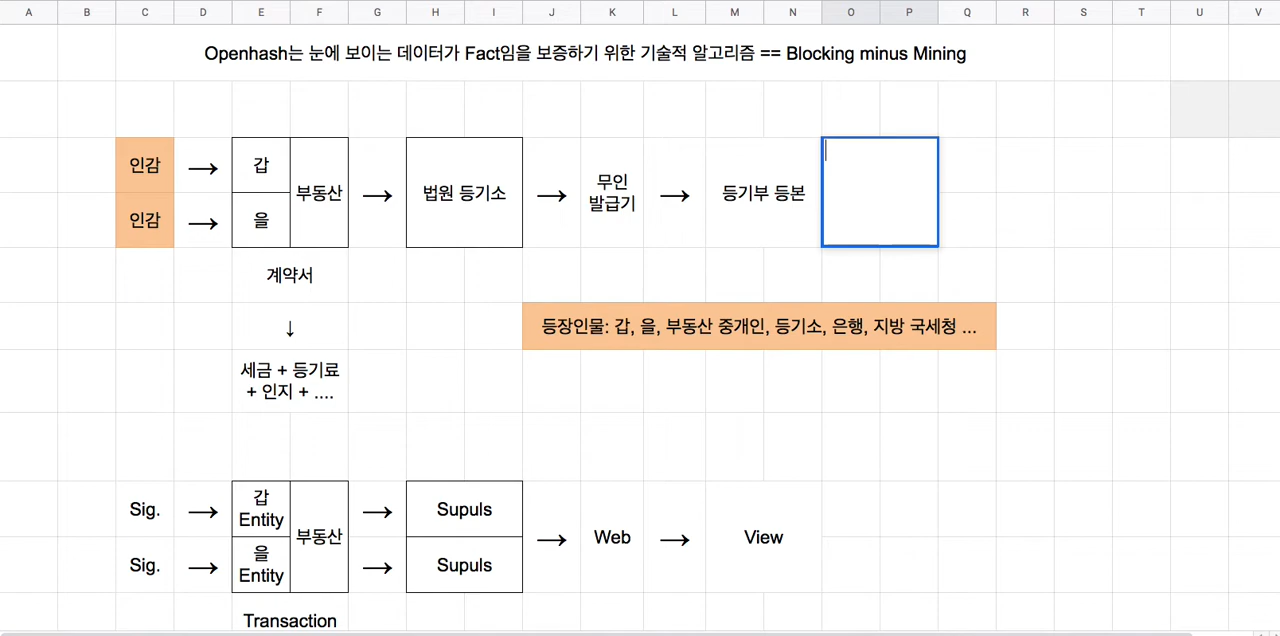 A B C D E F G H I J K L M N O P Q R S T U V
Openhash는 눈에 보이는 데이터가 Fact임을 보증하기 위한 기술적 알고리즘 == Blocking minus Mining
인감 → 갑
부동산 → 법원 등기소 → 무인
발급기 → 등기부 등본
인감 → 을
계약서
↓
등장인물: 갑, 을, 부동산 중개인, 등기소, 은행, 지방 국세청 ...
세금 + 등기료
+ 인지 + ....
Sig. → 갑
Entity
부동산 → Supuls
→ Web → View
Sig. → 을
Entity
→ Supuls
Transaction